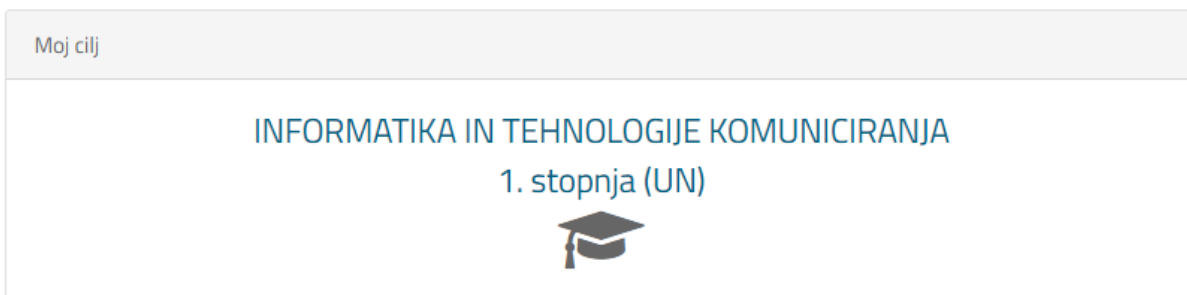 Moj cilj
INFORMATIKA IN TEHNOLOGIJE KOMUNICIRANJA
1. stopnja (UN)